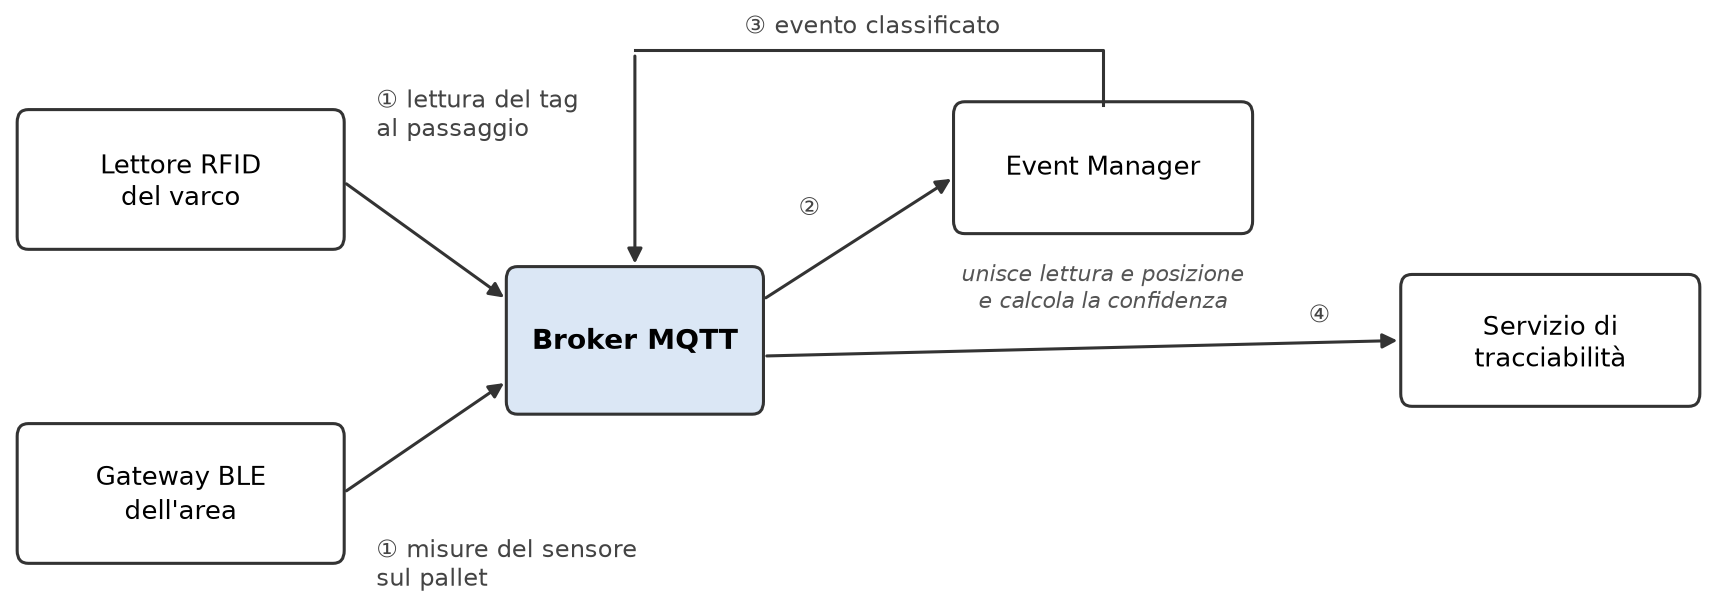 ③ evento classificato
① lettura del tag
al passaggio
Lettore RFID
del varco
Event Manager
②
unisce lettura e posizione
e calcola la confidenza
④
Broker MQTT
Servizio di
tracciabilità
Gateway BLE
dell'area
① misure del sensore
sul pallet